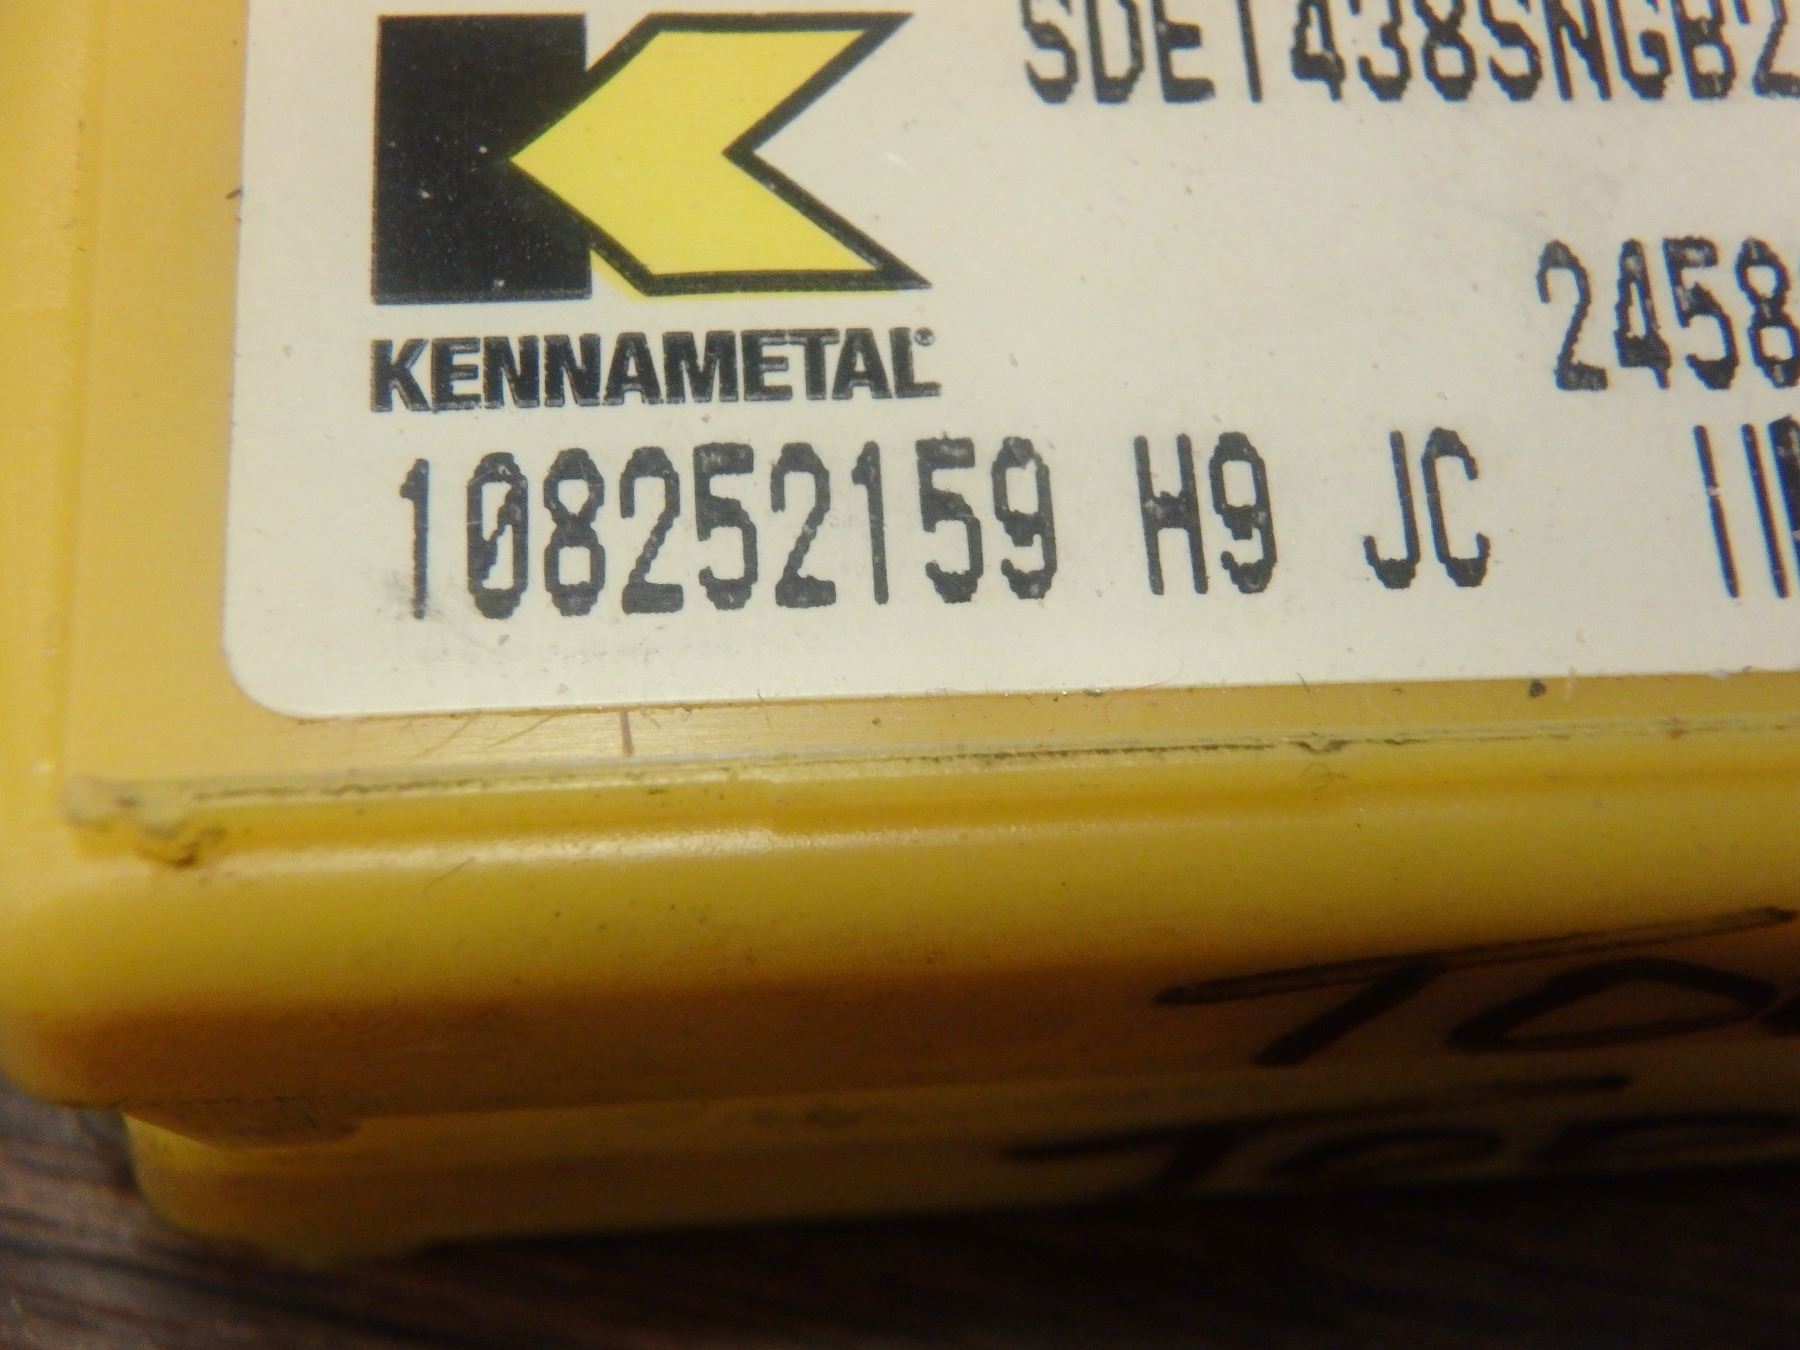 SDET438SNGB2
2458
KENNAMETAL®
108252159 H9 JC